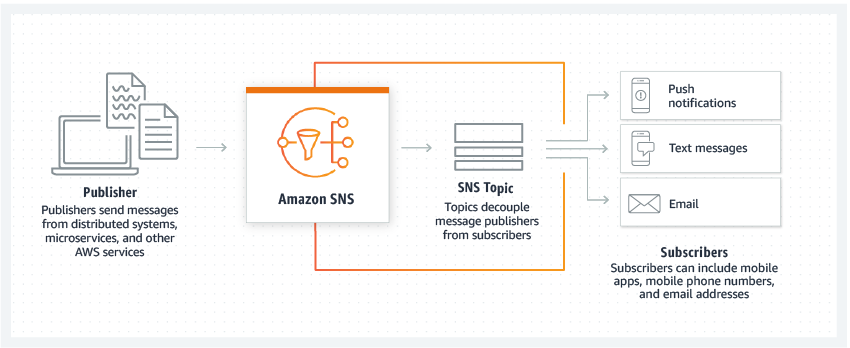 Publisher
Publishers send messages
from distributed systems,
microservices, and other
AWS services
Amazon SNS
SNS Topic
Topics decouple
message publishers
from subscribers
Push
notifications
Text messages
Email
Subscribers
Subscribers can include mobile
apps, mobile phone numbers,
and email addresses